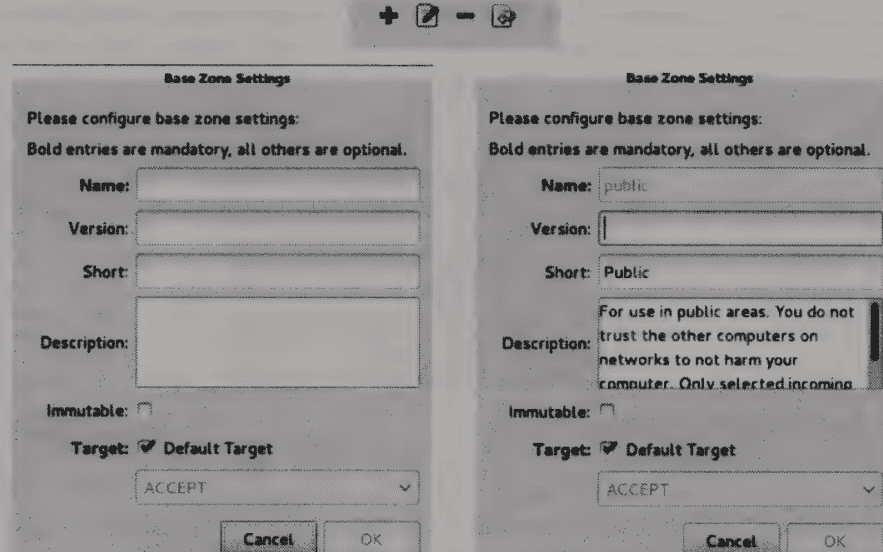 Base Zone Settings
Please configure base zone settings:
Bold entries are mandatory, all others are optional.
Name:
Version:
Short:
Description:
Immutable:
Target: Default Target
ACCEPT
Cancel OK
Base Zone Settings
Please configure base zone settings:
Bold entries are mandatory, all others are optional.
Name: public
Version:
Short: Public
Description:
For use in public areas. You do not
trust the other computers on
networks to not harm your
computer. Only selected incoming
Immutable:
Target: Default Target
ACCEPT
Cancel OK